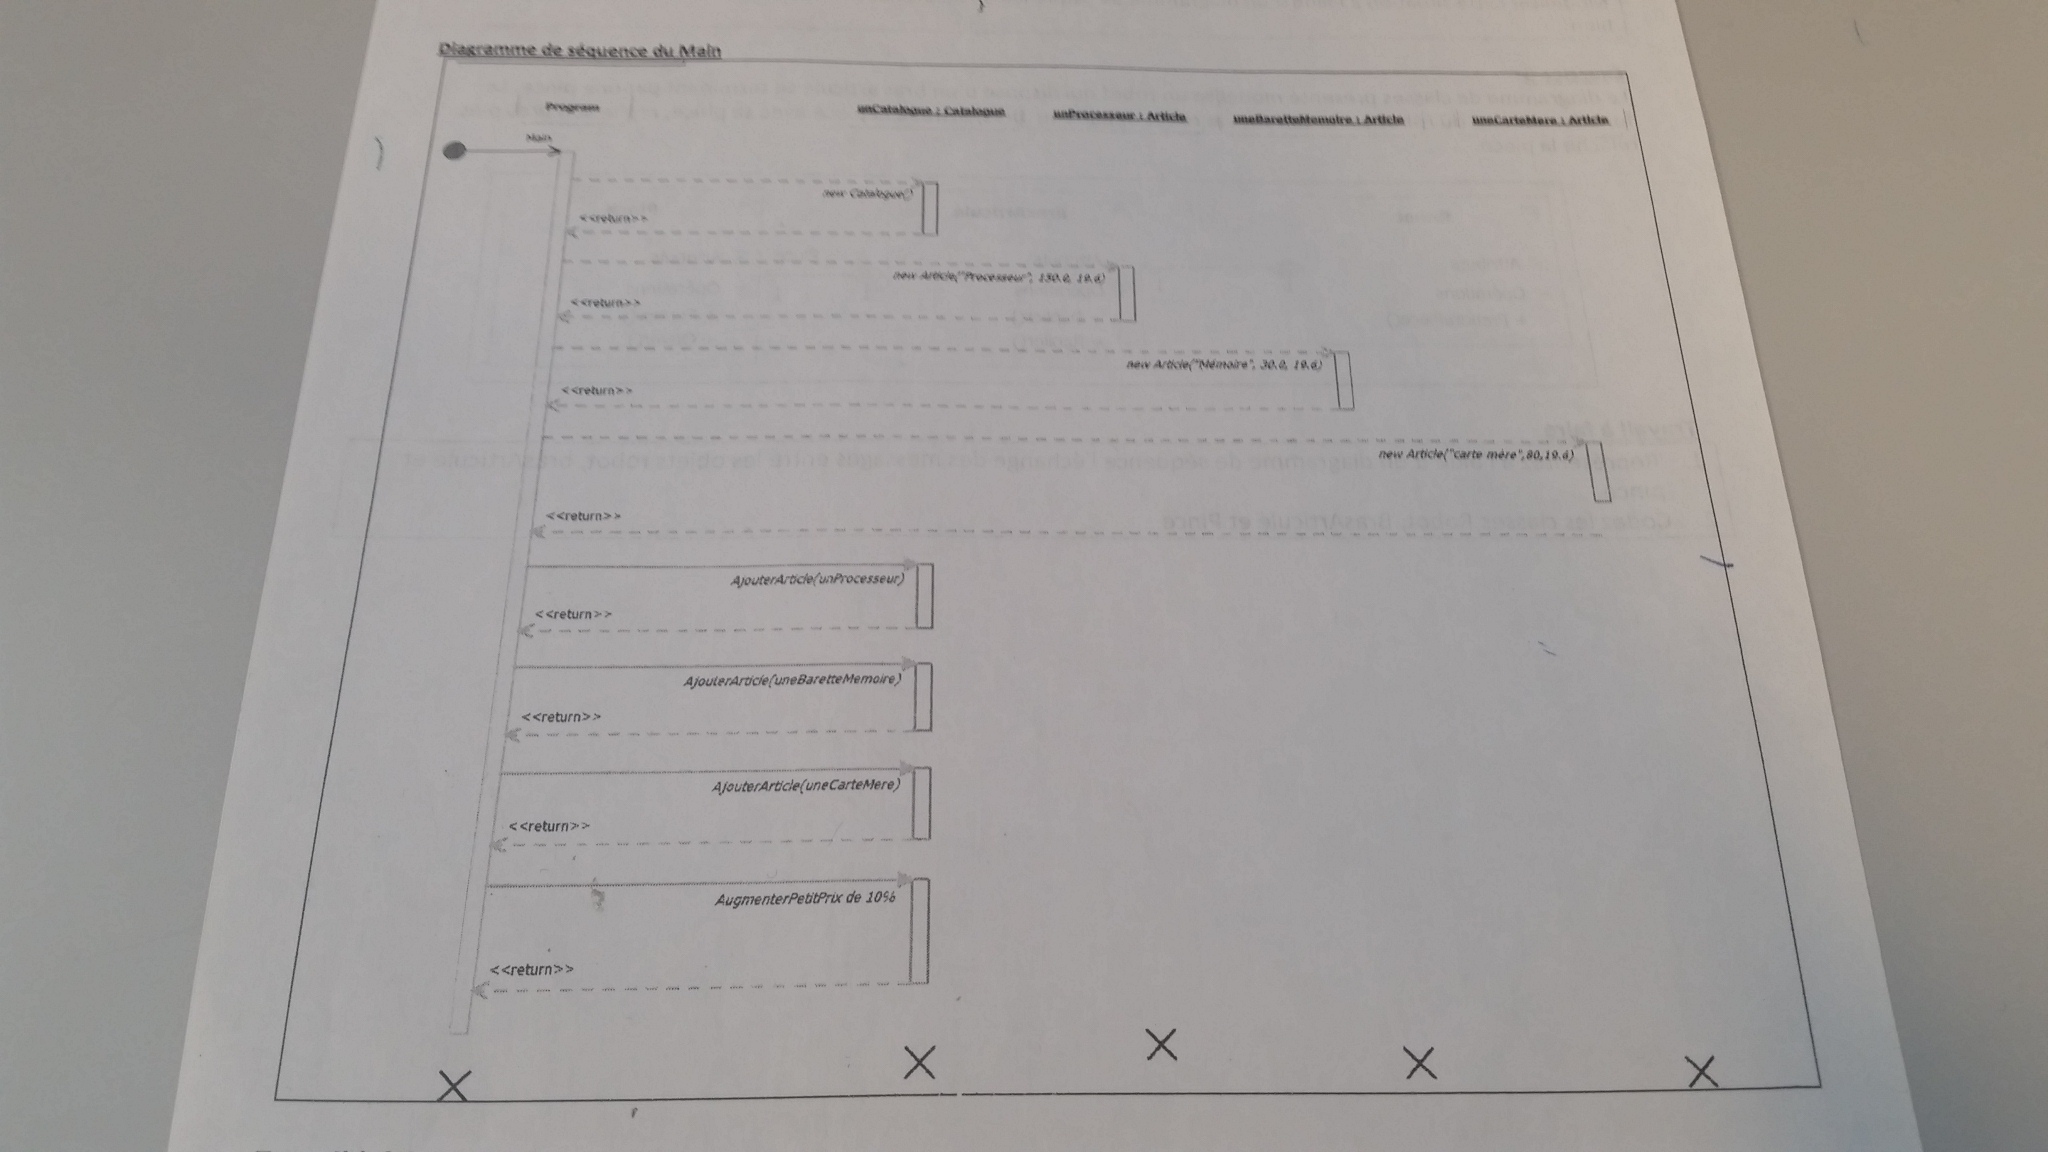 Diagramme de séquence du Main
Program
unCatalogue : Catalogue
unProcesseur : Article
uneBaretteMemoire : Article
uneCarteMere : Article
Main
new Catalogue()
<<return>>
new Article("Processeur", 150.0, 19.6)
<<return>>
new Article("Mémoire", 30.0, 19.6)
<<return>>
new Article("carte mère",80,19.6)
<<return>>
AjouterArticle(unProcesseur)
<<return>>
AjouterArticle(uneBaretteMemoire)
<<return>>
AjouterArticle(uneCarteMere)
<<return>>
AugmenterPetitPrix de 10%
<<return>>